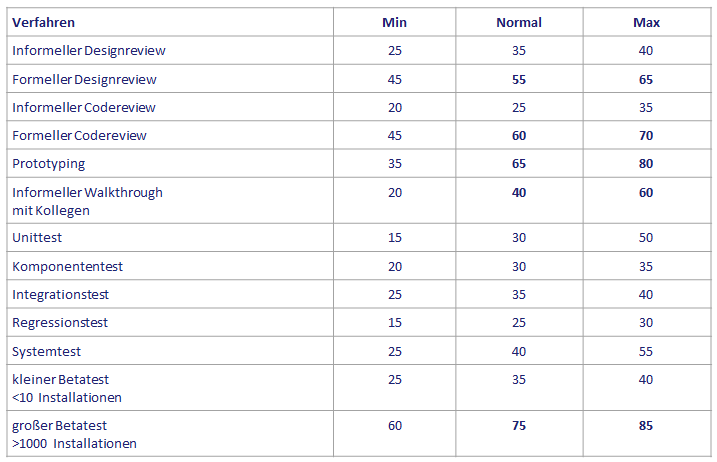 Verfahren Min Normal Max
Informeller Designreview 25 35 40
Formeller Designreview 45 55 65
Informeller Codereview 20 25 35
Formeller Codereview 45 60 70
Prototyping 35 65 80
Informeller Walkthrough 20 40 60
mit Kollegen
Unittest 15 30 50
Komponententest 20 30 35
Integrationstest 25 35 40
Regressionstest 15 25 30
Systemtest 25 40 55
kleiner Betatest 25 35 40
<10 Installationen
großer Betatest 60 75 85
>1000 Installationen